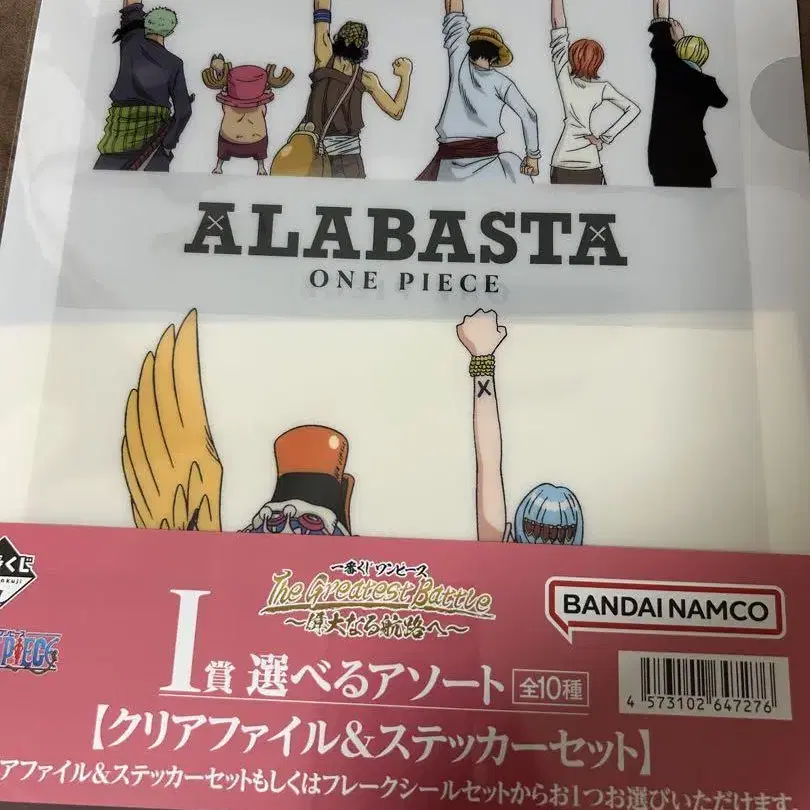 ALABASTA
ONE PIECE
一番くじ ワンピース
The Greatest Battle
～偉大なる航路へ～
BANDAI NAMCO
I賞 選べるアソート 全10種
4 573102 647276
【クリアファイル&ステッカーセット】
アファイル&ステッカーセットもしくはフレークシールセットからお1つお選びいただけます